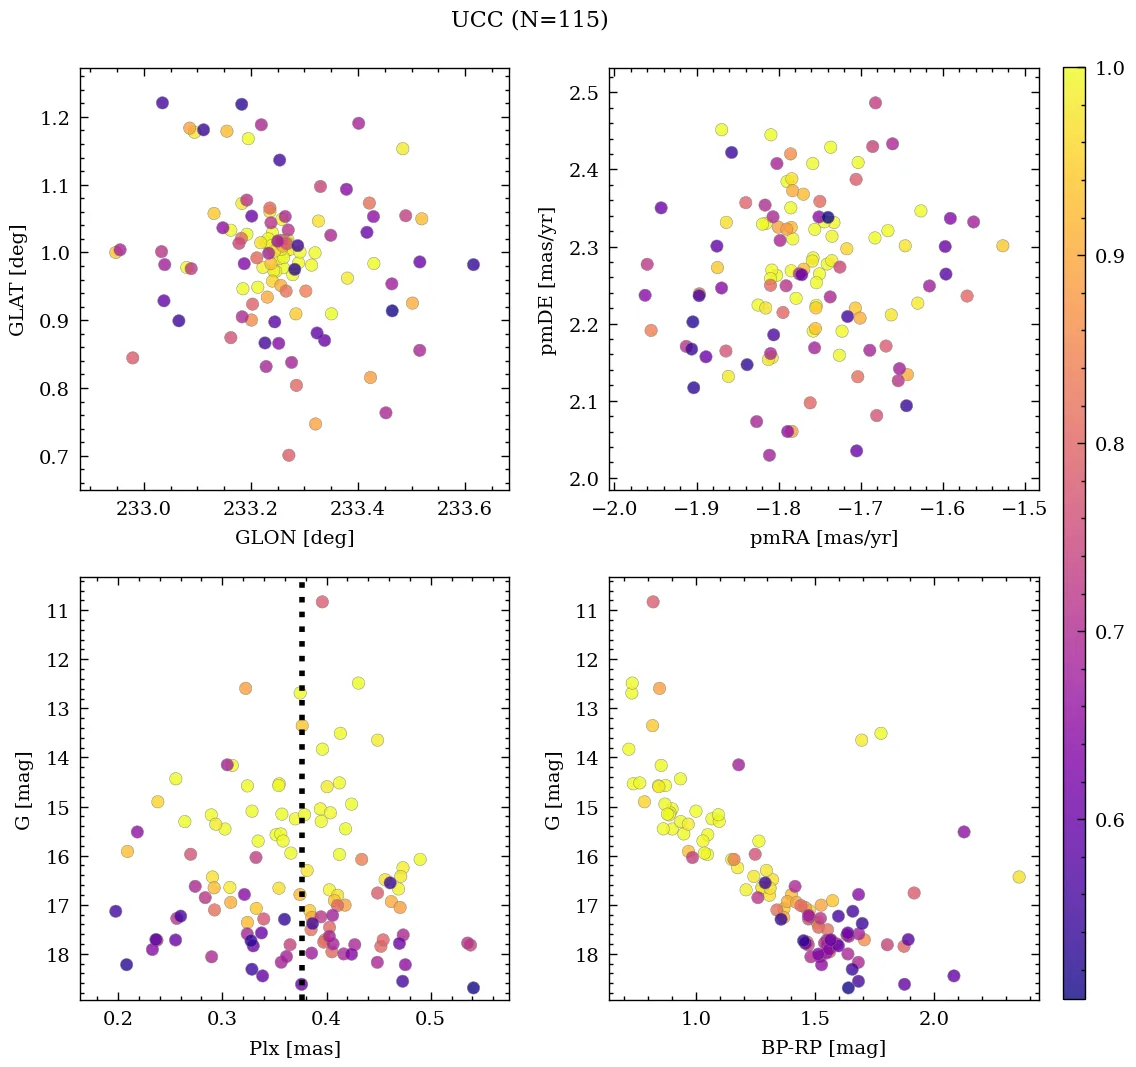 UCC (N=115)
1.2
1.1
1.0
0.9
0.8
0.7
GLAT [deg]
233.0 233.2 233.4 233.6
GLON [deg]
2.5
2.4
2.3
2.2
2.1
2.0
pmDE [mas/yr]
−2.0 −1.9 −1.8 −1.7 −1.6 −1.5
pmRA [mas/yr]
1.0
0.9
0.8
0.7
0.6
11
12
13
14
15
16
17
18
G [mag]
0.2 0.3 0.4 0.5
Plx [mas]
11
12
13
14
15
16
17
18
G [mag]
1.0 1.5 2.0
BP-RP [mag]